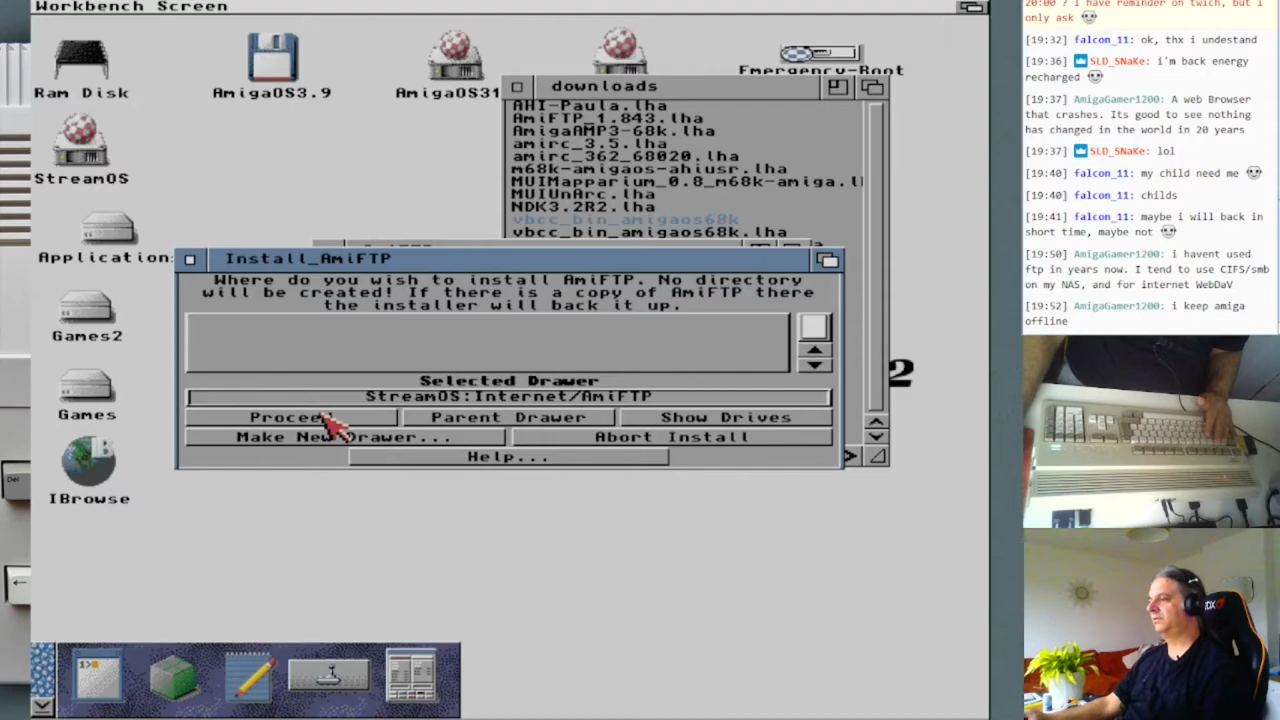 Workbench Screen
Ram Disk
AmigaOS3.9
AmigaOS31
Emergency-Root
StreamOS
Application
Games2
Games
IBrowse
downloads
AHI-Paula.lha
AmiFTP_1.843.lha
AmigaAMP3-68k.lha
amirc_3.5.lha
amirc_362_68020.lha
m68k-amigaos-ahiusr.lha
MUIMapparium_0.8_m68k-amiga.l
MUIUnArc.lha
NDK3.2R2.lha
vbcc_bin_amigaos68k
vbcc_bin_amigaos68k.lha
Install_AmiFTP
Where do you wish to install AmiFTP. No directory
will be created! If there is a copy of AmiFTP there
the installer will back it up.
Selected Drawer
StreamOS:Internet/AmiFTP
Proceed
Parent Drawer
Show Drives
Make New Drawer...
Abort Install
Help...
2
1>
Del
20:00 ? I have reminder on twich, but i
only ask
[19:32] falcon_11: ok, thx i undestand
[19:36] SLD_SNaKe: i'm back energy
recharged
[19:37] AmigaGamer1200: A web Browser
that crashes. Its good to see nothing
has changed in the world in 20 years
[19:37] SLD_SNaKe: lol
[19:40] falcon_11: my child need me
[19:40] falcon_11: childs
[19:41] falcon_11: maybe i will back in
short time, maybe not
[19:50] AmigaGamer1200: i havent used
ftp in years now. I tend to use CIFS/smb
on my NAS, and for internet WebDaV
[19:52] AmigaGamer1200: i keep amiga
offline